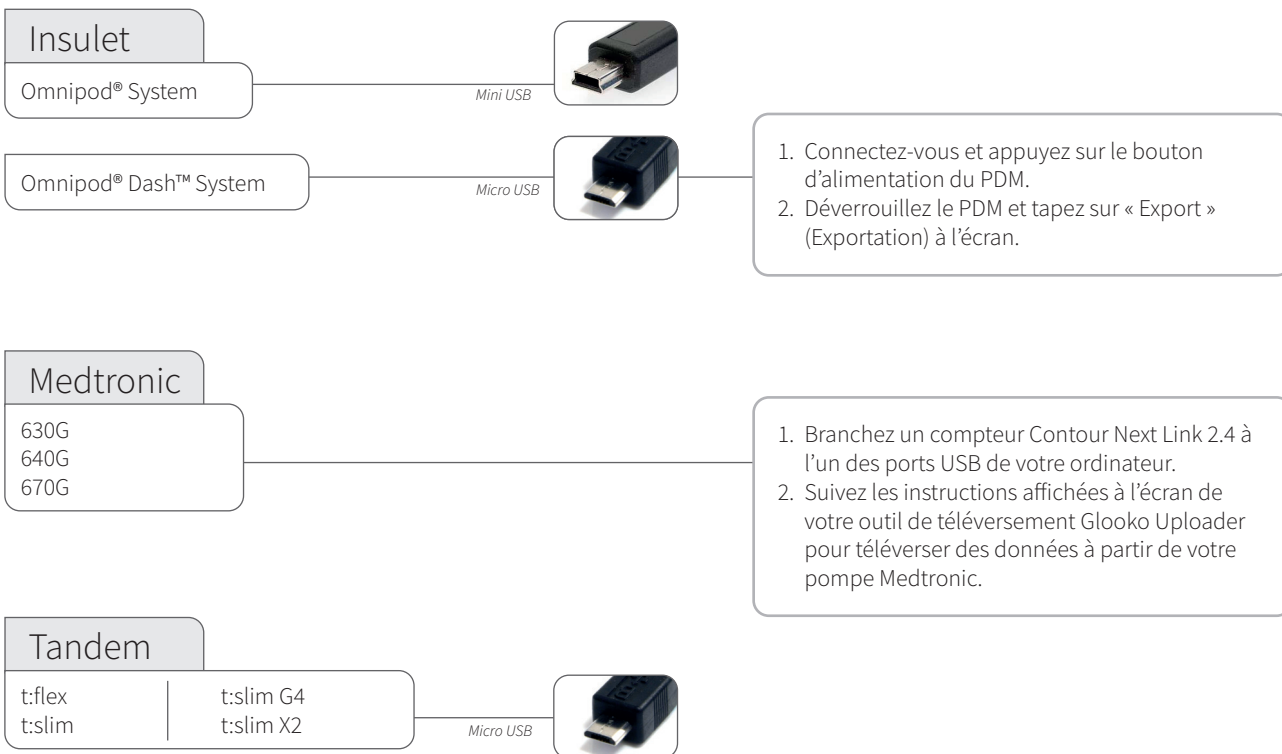 Insulet
Omnipod® System
Mini USB
Omnipod® Dash™ System
Micro USB
1. Connectez-vous et appuyez sur le bouton
d’alimentation du PDM.
2. Déverrouillez le PDM et tapez sur « Export »
(Exportation) à l’écran.
Medtronic
630G
640G
670G
1. Branchez un compteur Contour Next Link 2.4 à
l’un des ports USB de votre ordinateur.
2. Suivez les instructions affichées à l’écran de
votre outil de téléversement Glooko Uploader
pour téléverser des données à partir de votre
pompe Medtronic.
Tandem
t:flex
t:slim
t:slim G4
t:slim X2
Micro USB